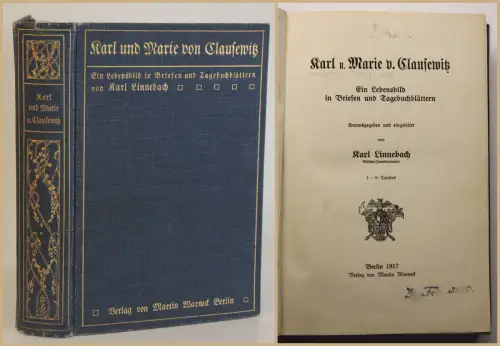 Karl
und
Marie
v. Clausewitz
Karl und Marie von Clausewitz
Ein Lebensbild in Briefen und Tagebuchblättern
von Karl Linnebach
Verlag von Martin Warneck Berlin
Karl u. Marie v. Clausewitz
Ein Lebensbild
in Briefen und Tagebuchblättern
Herausgegeben und eingeleitet
von
Karl Linnebach
Tausend
Berlin 1917
Verlag von Martin Warneck